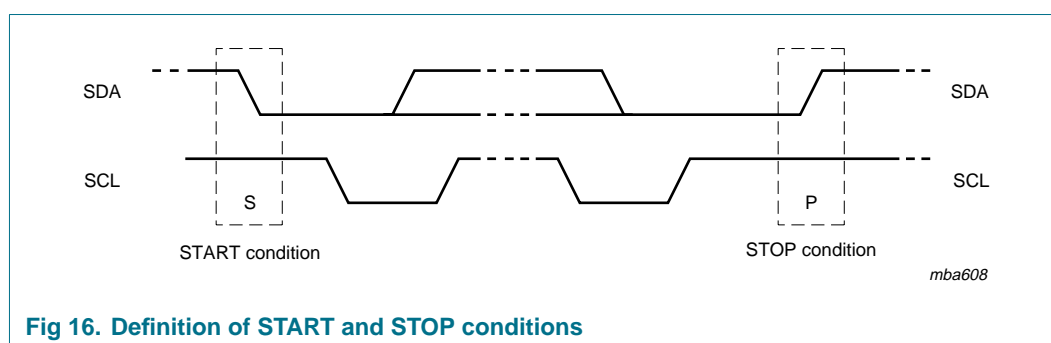 SDA SDA
SCL SCL
S P
START condition STOP condition
mba608
Fig 16. Definition of START and STOP conditions